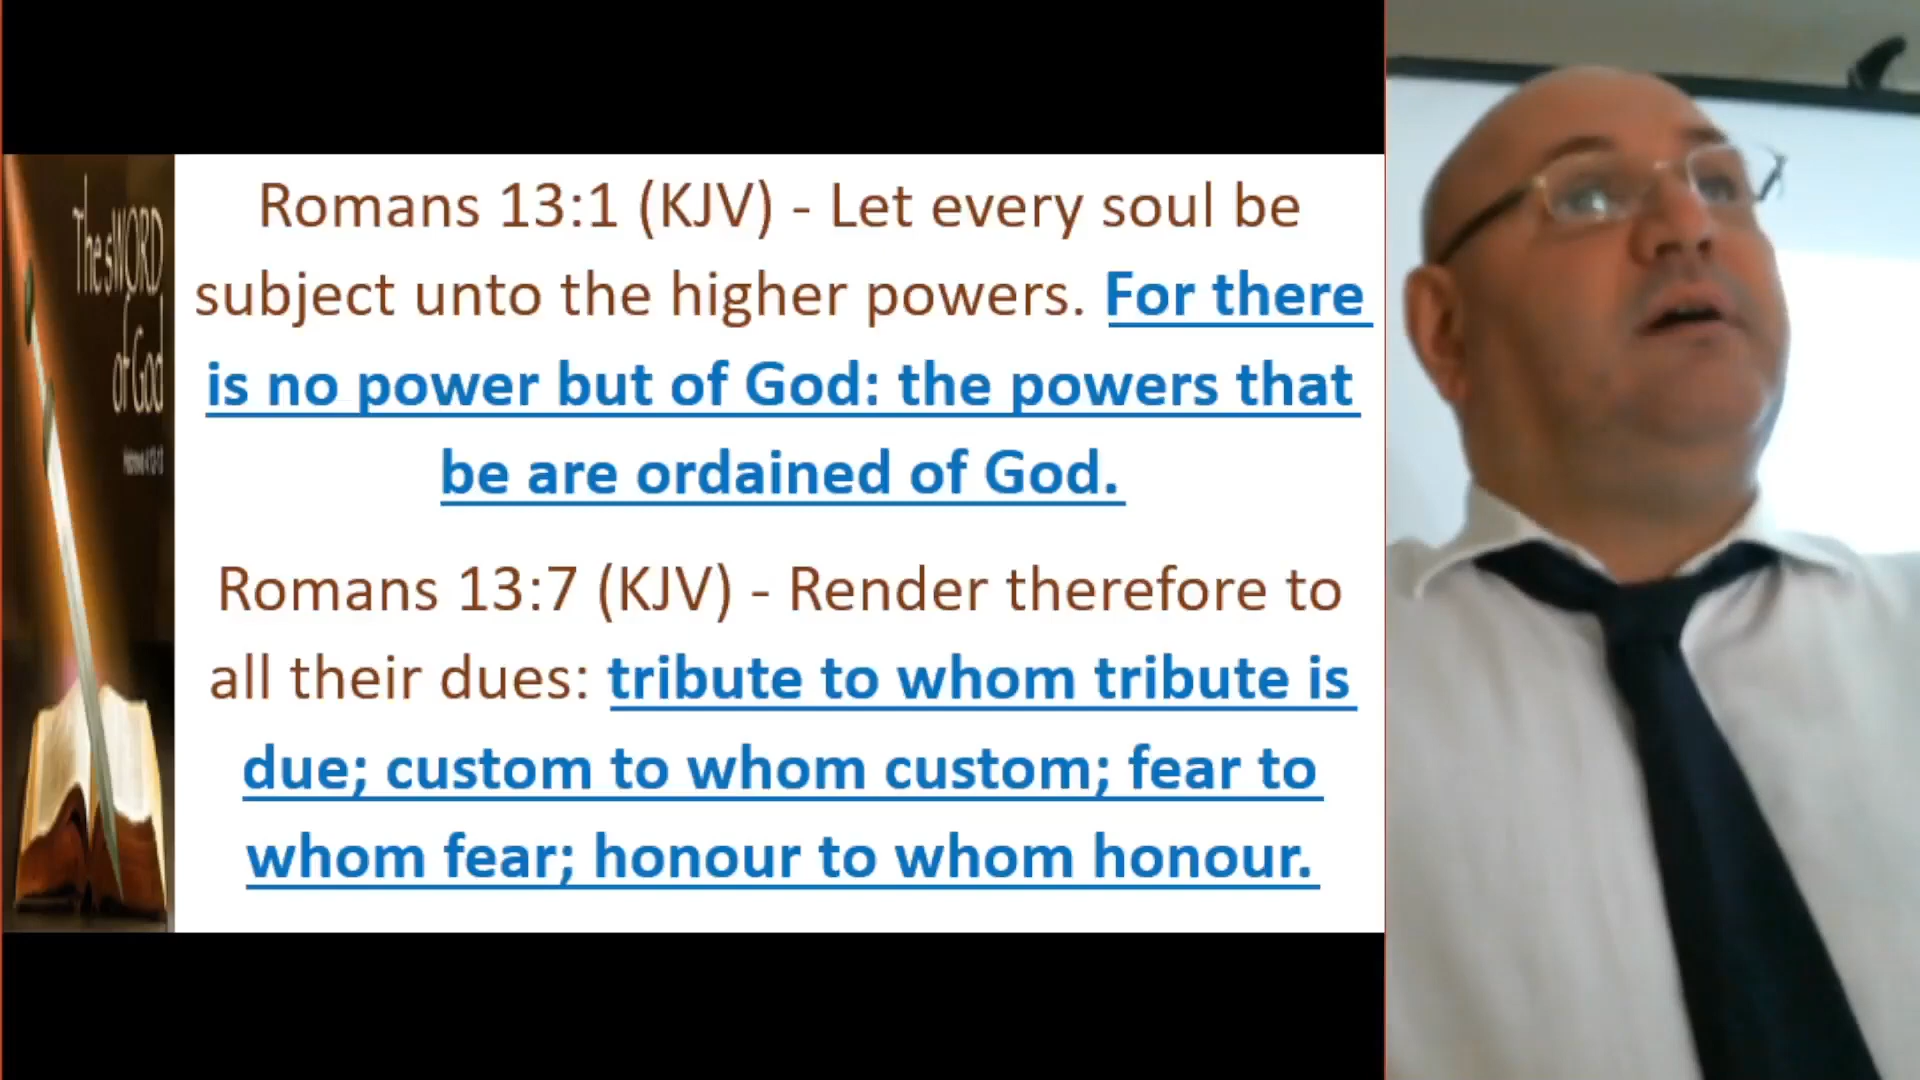 The sWORD
of God
Romans 13:1 (KJV) - Let every soul be
subject unto the higher powers. For there
is no power but of God: the powers that
be are ordained of God.
Romans 13:7 (KJV) - Render therefore to
all their dues: tribute to whom tribute is
due; custom to whom custom; fear to
whom fear; honour to whom honour.